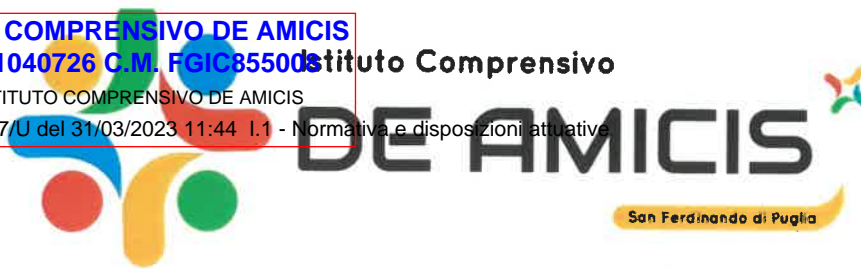 COMPRENSIVO DE AMICIS
1040726 C.M. FGIC855008
TITUTO COMPRENSIVO DE AMICIS
7/U del 31/03/2023 11:44 I.1 - Normativa e disposizioni attuative
Istituto Comprensivo
DE AMICIS
San Ferdinando di Puglia